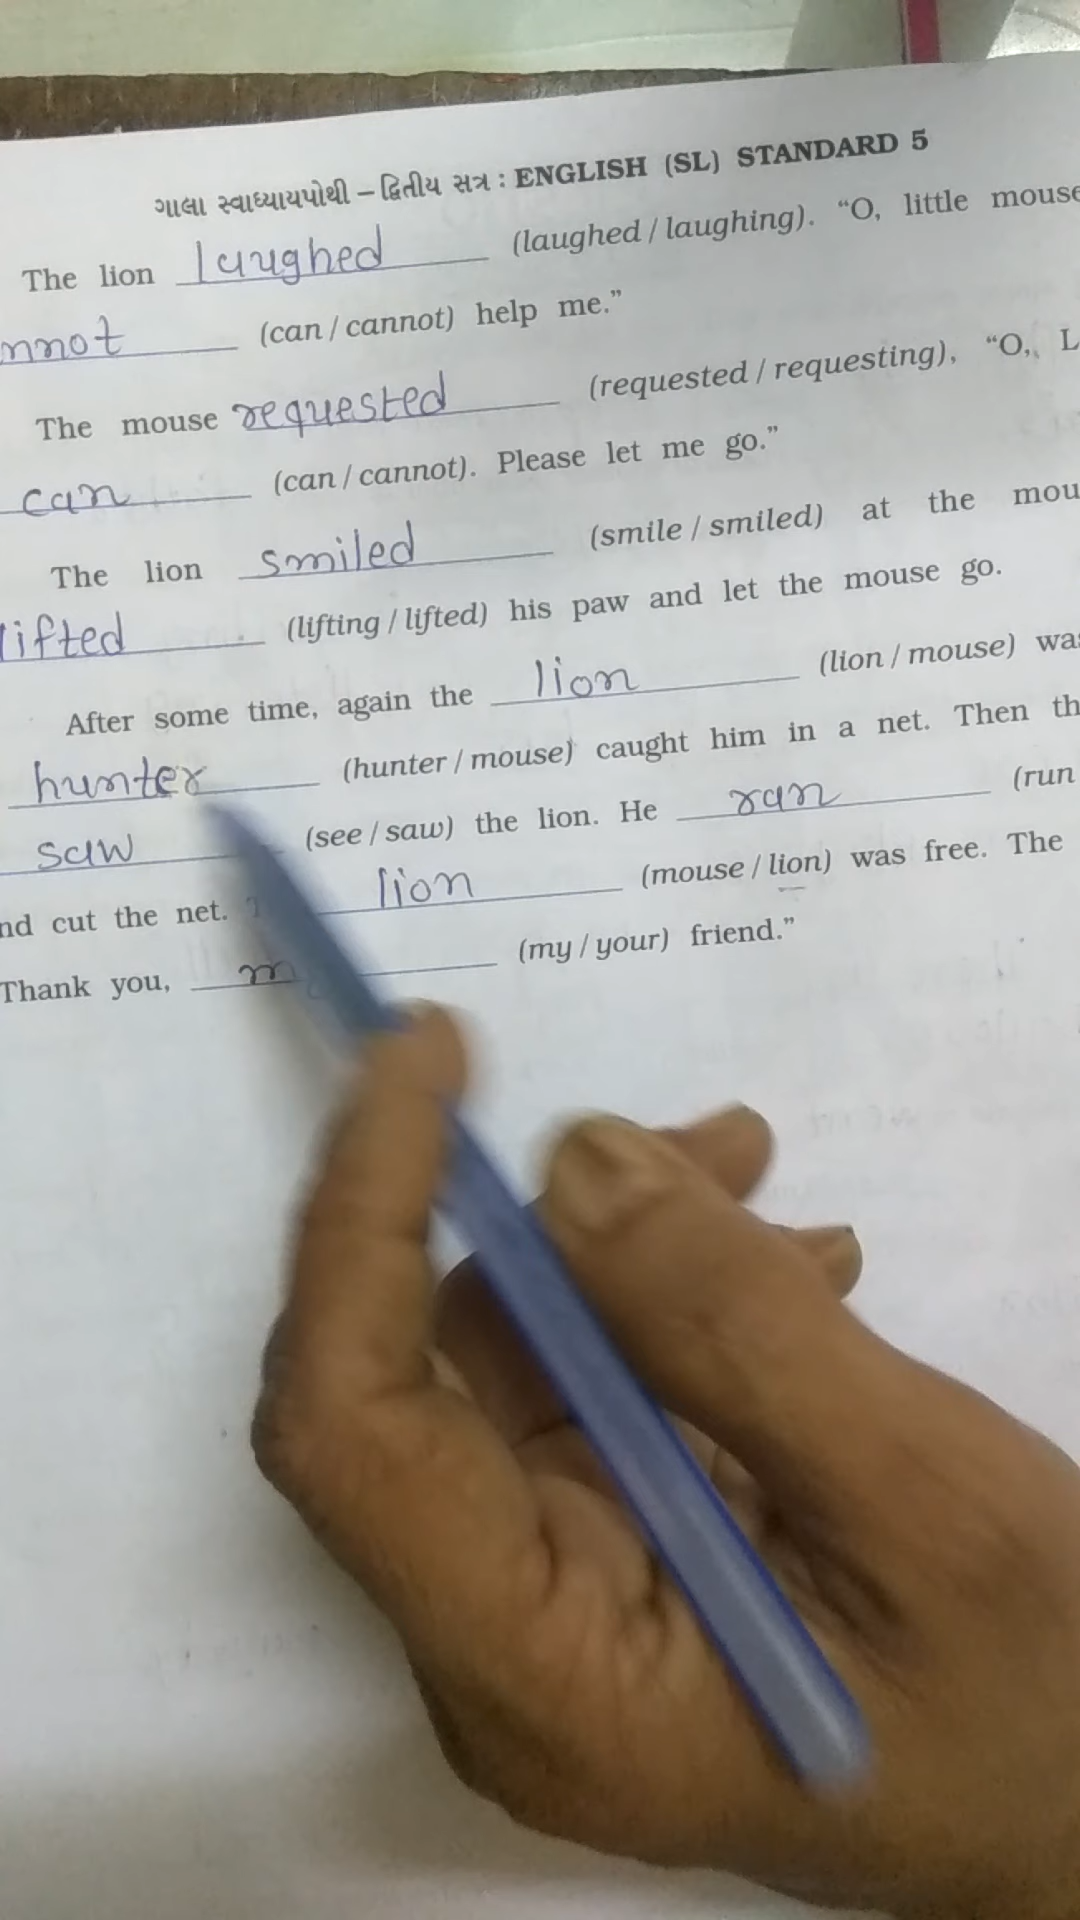 ગાલા સ્વાધ્યાયપોથી – દ્વિતીય સત્ર : ENGLISH (SL) STANDARD 5
The lion laughed (laughed / laughing). “O, little mouse
nnot (can / cannot) help me.”
The mouse requested (requested / requesting), “O, L
can (can / cannot). Please let me go.”
The lion smiled (smile / smiled) at the mou
lifted (lifting / lifted) his paw and let the mouse go.
After some time, again the lion (lion / mouse) was
hunter (hunter / mouse) caught him in a net. Then th
saw (see / saw) the lion. He ran (run
nd cut the net. lion (mouse / lion) was free. The
Thank you, (my / your) friend.”